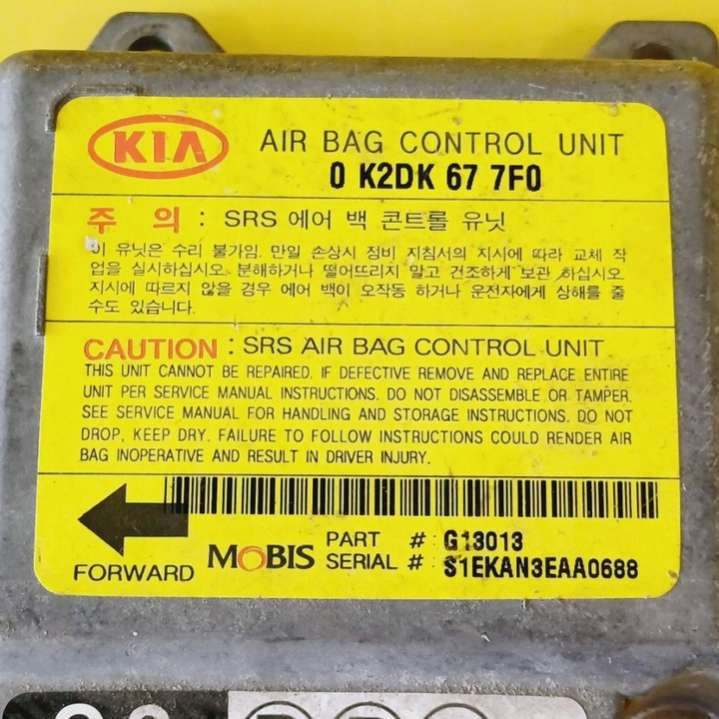 KIA AIR BAG CONTROL UNIT
0 K2DK 67 7F0
주 의 : SRS 에어 백 콘트롤 유닛
이 유닛은 수리 불가임. 만일 손상시 정비 지침서의 지시에 따라 교체 작
업을 실시하십시오. 분해하거나 떨어뜨리지 말고 건조하게 보관 하십시오.
지시에 따르지 않을 경우 에어 백이 오작동 하거나 운전자에게 상해를 줄
수도 있습니다.
CAUTION : SRS AIR BAG CONTROL UNIT
THIS UNIT CANNOT BE REPAIRED. IF DEFECTIVE REMOVE AND REPLACE ENTIRE
UNIT PER SERVICE MANUAL INSTRUCTIONS. DO NOT DISASSEMBLE OR TAMPER.
SEE SERVICE MANUAL FOR HANDLING AND STORAGE INSTRUCTIONS. DO NOT
DROP, KEEP DRY. FAILURE TO FOLLOW INSTRUCTIONS COULD RENDER AIR
BAG INOPERATIVE AND RESULT IN DRIVER INJURY.
FORWARD
MOBIS
PART # : G13013
SERIAL # : S1EKAN3EAA0688